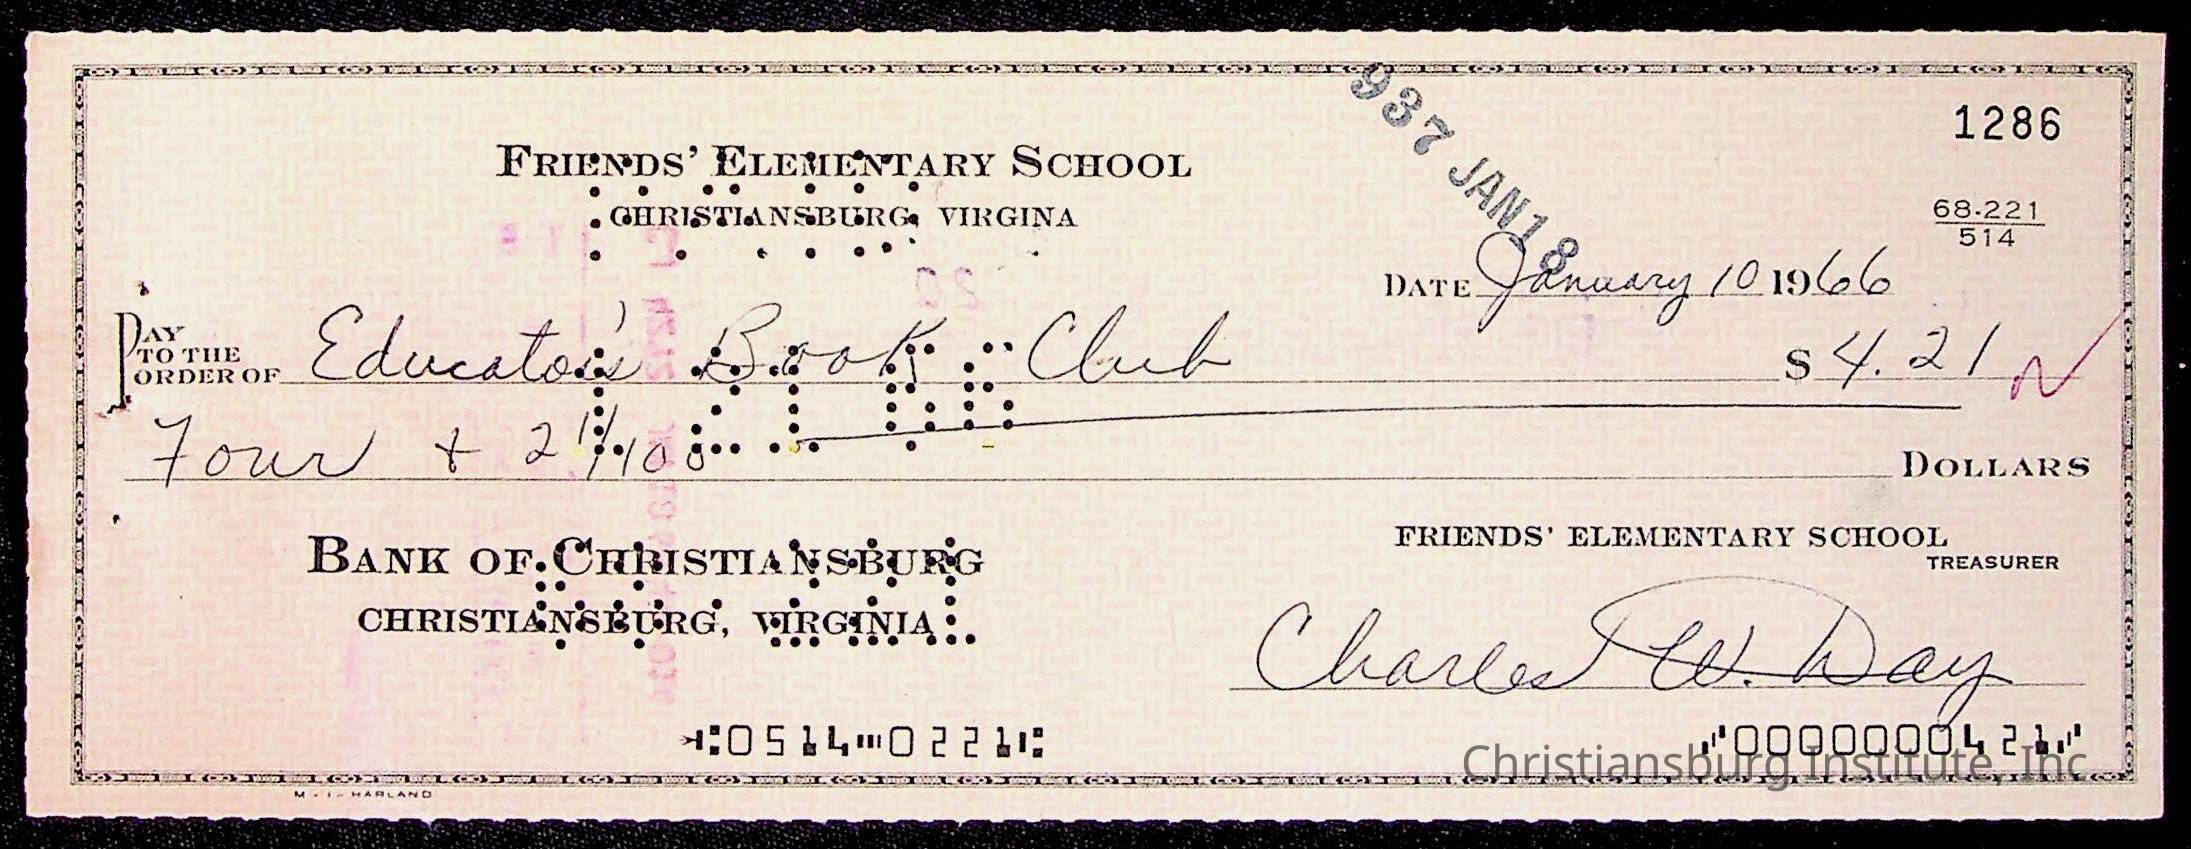 937 JAN 18
1286
FRIENDS' ELEMENTARY SCHOOL
CHRISTIANSBURG, VIRGINA
68-221
514
DATE January 10 1966
PAY TO THE ORDER OF Educator's Book Club $ 4.21
Four + 21/100 DOLLARS
BANK OF CHRISTIANSBURG
CHRISTIANSBURG, VIRGINIA
FRIENDS' ELEMENTARY SCHOOL
TREASURER
Charles W. Day
⑆0514⑉0221⑆
⑈0000000421⑈
HARLAND
Christiansburg Institute, Inc